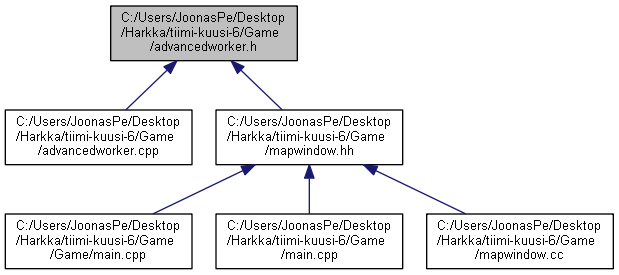 C:/Users/JoonasPe/Desktop
/Harkka/tiimi-kuusi-6/Game
/advancedworker.h
C:/Users/JoonasPe/Desktop
/Harkka/tiimi-kuusi-6/Game
/advancedworker.cpp
C:/Users/JoonasPe/Desktop
/Harkka/tiimi-kuusi-6/Game
/mapwindow.hh
C:/Users/JoonasPe/Desktop
/Harkka/tiimi-kuusi-6/Game
/Game/main.cpp
C:/Users/JoonasPe/Desktop
/Harkka/tiimi-kuusi-6/Game
/main.cpp
C:/Users/JoonasPe/Desktop
/Harkka/tiimi-kuusi-6/Game
/mapwindow.cc